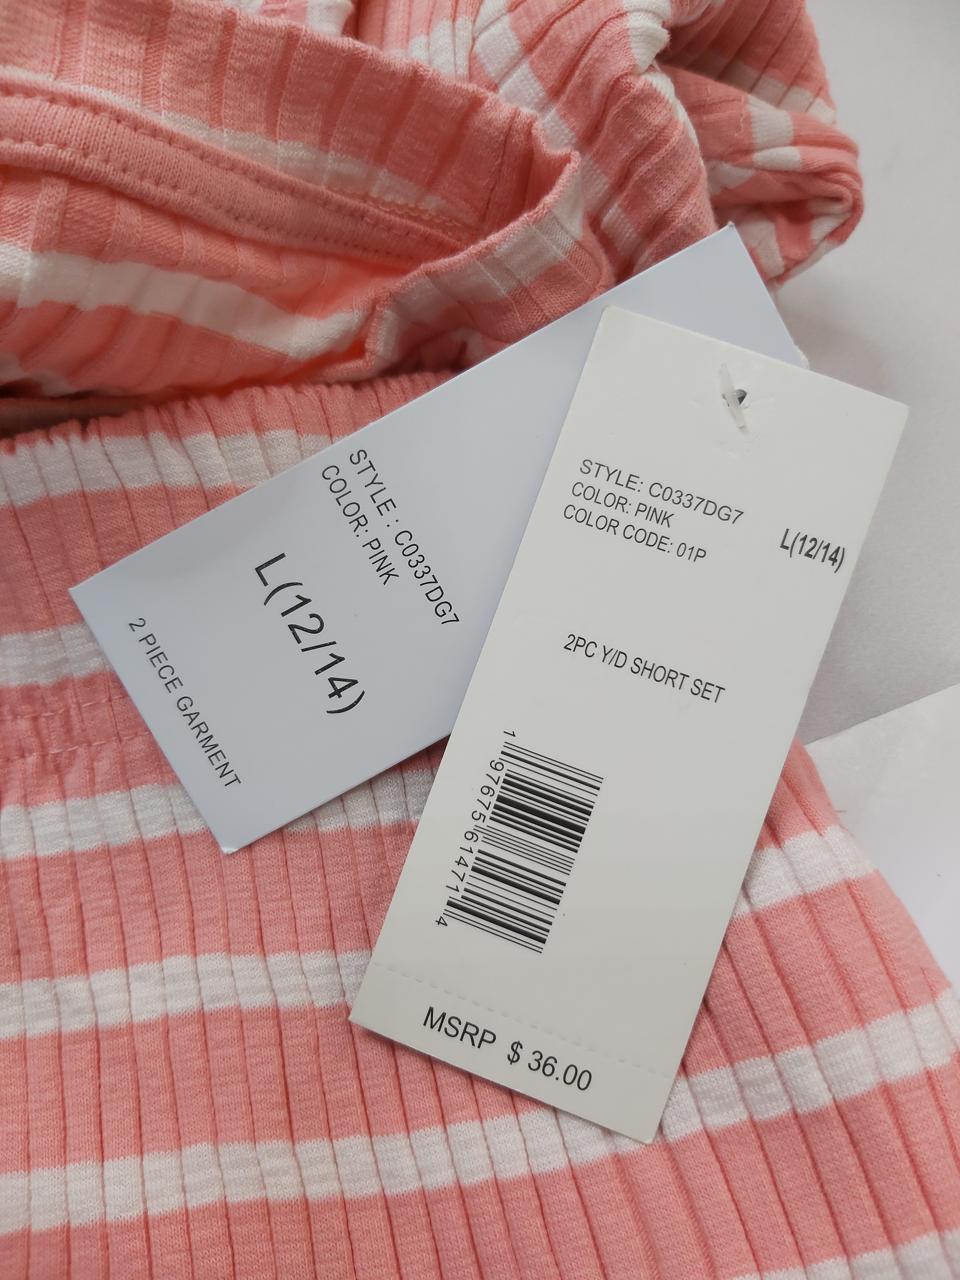 STYLE : C0337DG7
COLOR: PINK
L(12/14)
2 PIECE GARMENT
STYLE: C0337DG7
COLOR: PINK
COLOR CODE: 01P
L(12/14)
2PC Y/D SHORT SET
1 97675 61471 4
MSRP $ 36.00